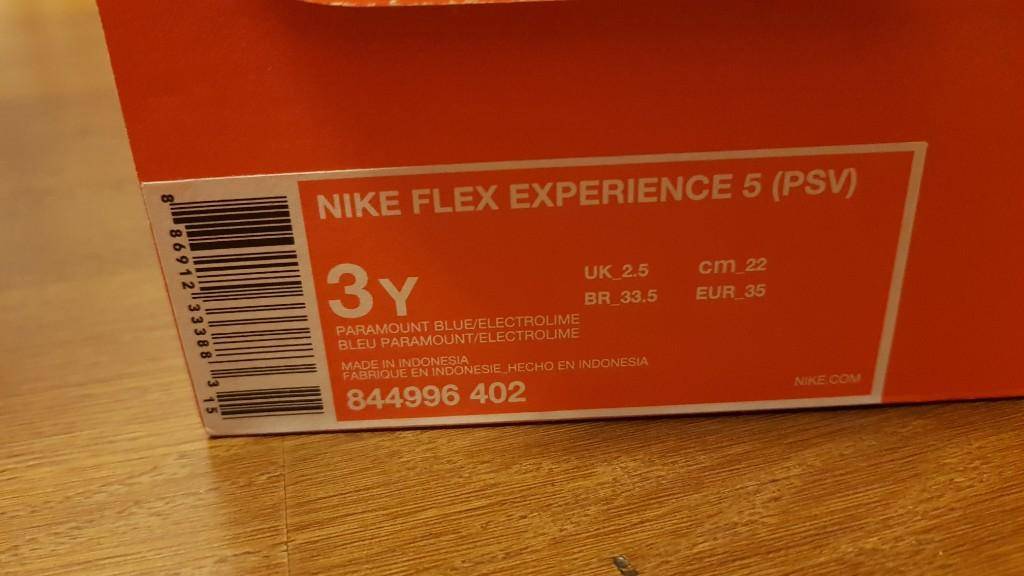 NIKE FLEX EXPERIENCE 5 (PSV)
3Y
UK_2.5 cm_22
BR_33.5 EUR_35
PARAMOUNT BLUE/ELECTROLIME
BLEU PARAMOUNT/ELECTROLIME
MADE IN INDONESIA
FABRIQUE EN INDONESIE_HECHO EN INDONESIA
844996 402
NIKE.COM
8 86912 33388 3 15